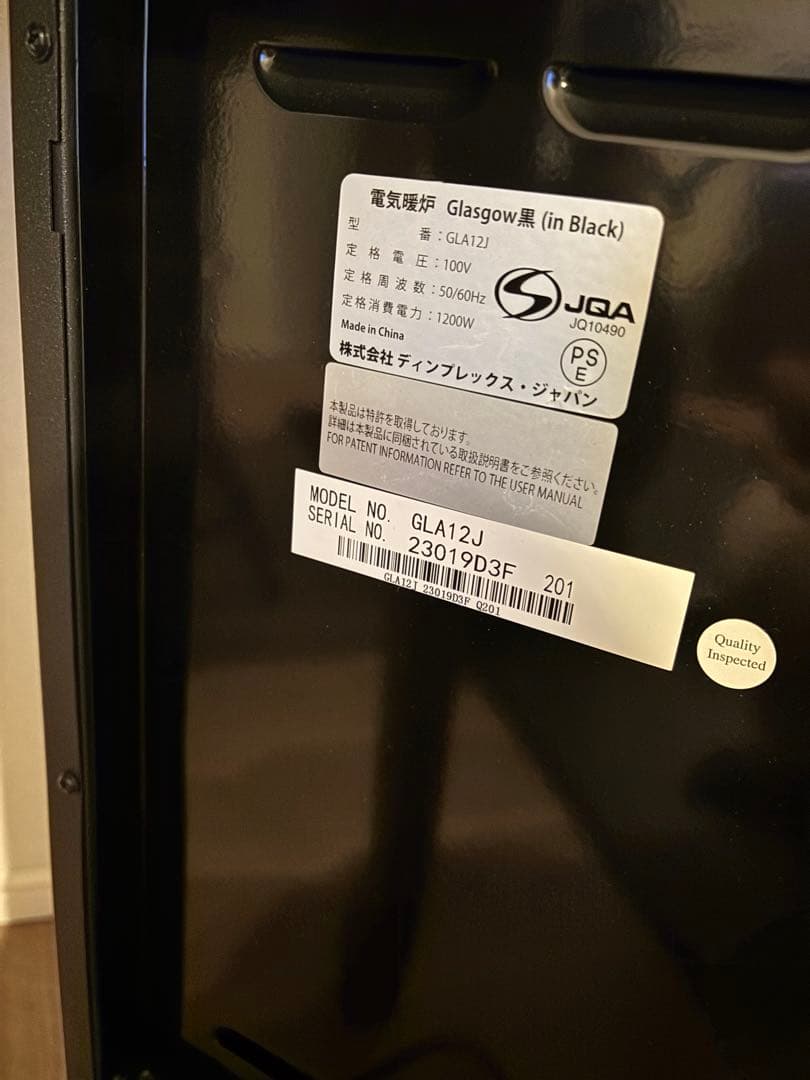 電気暖炉 Glasgow黒 (in Black)
型 番：GLA12J
定格電圧：100V
定格周波数：50/60Hz
定格消費電力：1200W
Made in China
株式会社 ディンプレックス・ジャパン
JQA
JQ10490
PS
E
本製品は特許を取得しております。
詳細は本製品に同梱されている取扱説明書をご参照ください。
FOR PATENT INFORMATION REFER TO THE USER MANUAL
MODEL NO. GLA12J
SERIAL NO. 23019D3F 201
GLA12J 23019D3F Q201
Quality
Inspected